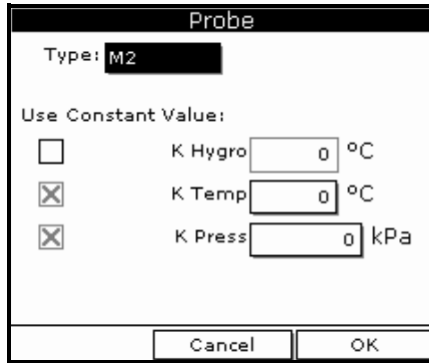 Probe
Type: M2
Use Constant Value:
K Hygro 0 °C
K Temp 0 °C
K Press 0 kPa
Cancel OK